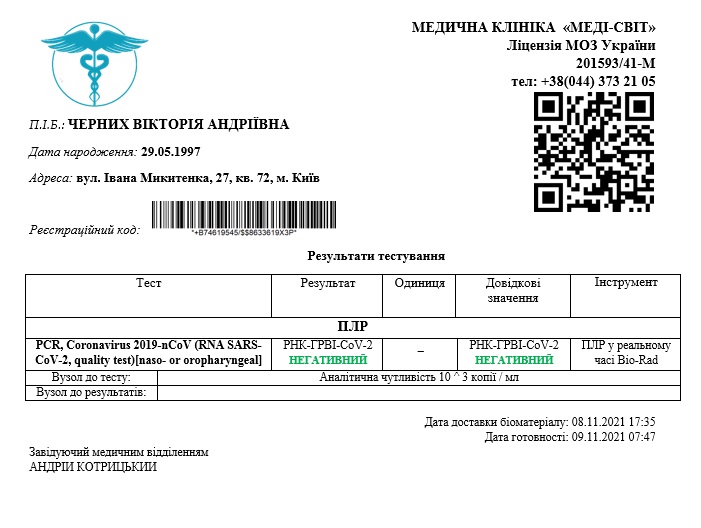 МЕДИЧНА КЛІНІКА «МЕДІ-СВІТ»
Ліцензія МОЗ України
201593/41-М
тел: +38(044) 373 21 05
П.І.Б.: ЧЕРНИХ ВІКТОРІЯ АНДРІЇВНА
Дата народження: 29.05.1997
Адреса: вул. Івана Микитенка, 27, кв. 72, м. Київ
Реєстраційний код:
*+B74619545/$$8633619X3P*
Результати тестування
Тест Результат Одиниця Довідкові значення Інструмент
ПЛР
PCR, Coronavirus 2019-nCoV (RNA SARS- РНК-ГРВІ-CoV-2 – РНК-ГРВІ-CoV-2 ПЛР у реальному
CoV-2, quality test)[naso- or oropharyngeal] НЕГАТИВНИЙ НЕГАТИВНИЙ часі Bio-Rad
Вузол до тесту: Аналітична чутливість 10 ^ 3 копії / мл
Вузол до результатів:
Дата доставки біоматеріалу: 08.11.2021 17:35
Дата готовності: 09.11.2021 07:47
Завідуючий медичним відділенням
АНДРІИ КОТРИЦЬКИИ